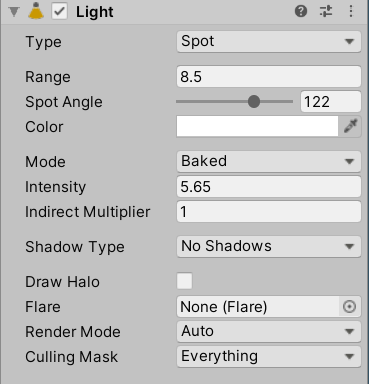 Light
Type Spot
Range 8.5
Spot Angle 122
Color
Mode Baked
Intensity 5.65
Indirect Multiplier 1
Shadow Type No Shadows
Draw Halo
Flare None (Flare)
Render Mode Auto
Culling Mask Everything